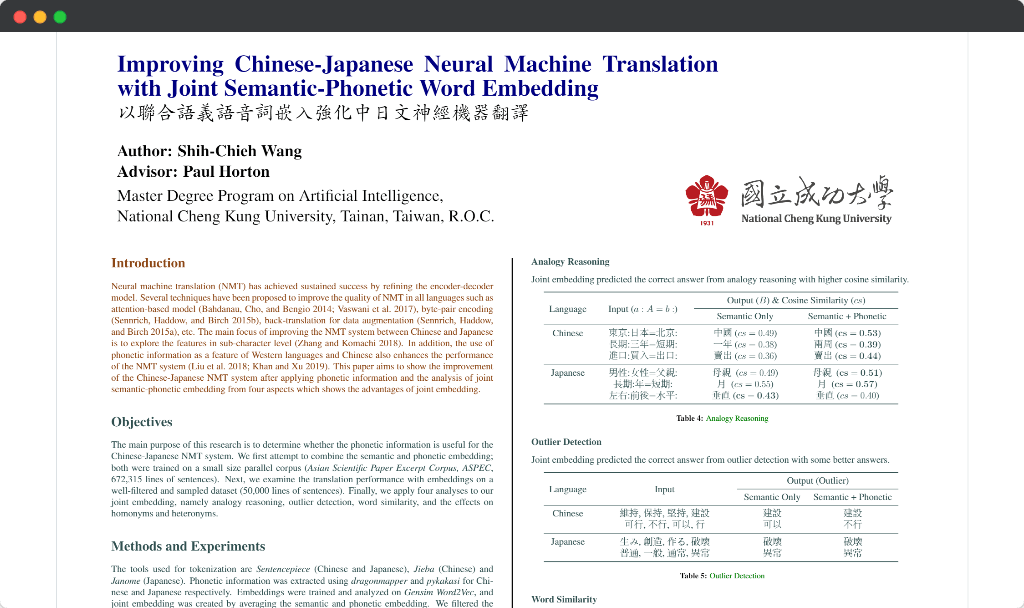 Improving Chinese-Japanese Neural Machine Translation
with Joint Semantic-Phonetic Word Embedding
以聯合語義語音詞嵌入強化中日文神經機器翻譯
Author: Shih-Chieh Wang
Advisor: Paul Horton
Master Degree Program on Artificial Intelligence,
National Cheng Kung University, Tainan, Taiwan, R.O.C.
1931
國立成功大學
National Cheng Kung University
Introduction
Neural machine translation (NMT) has achieved sustained success by refining the encoder-decoder
model. Several techniques have been proposed to improve the quality of NMT in all languages such as
attention-based model (Bahdanau, Cho, and Bengio 2014; Vaswani et al. 2017), byte-pair encoding
(Sennrich, Haddow, and Birch 2015b), back-translation for data augmentation (Sennrich, Haddow,
and Birch 2015a), etc. The main focus of improving the NMT system between Chinese and Japanese
is to explore the features in sub-character level (Zhang and Komachi 2018). In addition, the use of
phonetic information as a feature of Western languages and Chinese also enhances the performance
of the NMT system (Liu et al. 2018; Khan and Xu 2019). This paper aims to show the improvement
of the Chinese-Japanese NMT system after applying phonetic information and the analysis of joint
semantic-phonetic embedding from four aspects which shows the advantages of joint embedding.
Objectives
The main purpose of this research is to determine whether the phonetic information is useful for the
Chinese-Japanese NMT system. We first attempt to combine the semantic and phonetic embedding;
both were trained on a small size parallel corpus (Asian Scientific Paper Excerpt Corpus, ASPEC,
672,315 lines of sentences). Next, we examine the translation performance with embeddings on a
well-filtered and sampled dataset (50,000 lines of sentences). Finally, we apply four analyses to our
joint embedding, namely analogy reasoning, outlier detection, word similarity, and the effects on
homonyms and heteronyms.
Methods and Experiments
The tools used for tokenization are Sentencepiece (Chinese and Japanese), Jieba (Chinese) and
Janome (Japanese). Phonetic information was extracted using dragonmapper and pykakasi for Chi-
nese and Japanese respectively. Embeddings were trained and analyzed on Gensim Word2Vec, and
joint embedding was created by averaging the semantic and phonetic embedding. We filtered the
Analogy Reasoning
Joint embedding predicted the correct answer from analogy reasoning with higher cosine similarity.
Language Input (a : A = b :) Output (B) & Cosine Similarity (cs)
Semantic Only Semantic + Phonetic
Chinese 東京:日本=北京: 中國 (cs = 0.49) 中國 (cs = 0.53)
長期:三年=短期: 一年 (cs = 0.38) 兩周 (cs = 0.39)
進口:買入=出口: 賣出 (cs = 0.36) 賣出 (cs = 0.44)
Japanese 男性:女性=父親: 母親 (cs = 0.49) 母親 (cs = 0.51)
長期:年=短期: 月 (cs = 0.55) 月 (cs = 0.57)
左右:前後=水平: 垂直 (cs = 0.43) 垂直 (cs = 0.40)
Table 4: Analogy Reasoning
Outlier Detection
Joint embedding predicted the correct answer from outlier detection with some better answers.
Language Input Output (Outlier)
Semantic Only Semantic + Phonetic
Chinese 維持, 保持, 堅持, 建設 建設 建設
可行, 不行, 可以, 行 可以 不行
Japanese 生み, 創造, 作る, 破壊 破壊 破壊
普通, 一般, 通常, 異常 異常 異常
Table 5: Outlier Detection
Word Similarity